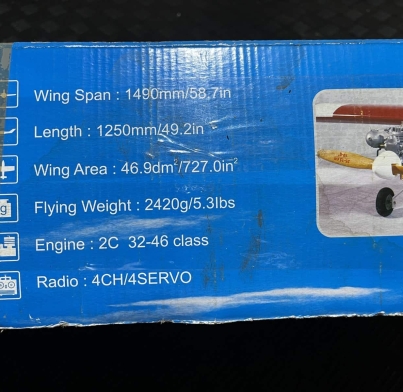 Wing Span : 1490mm/58.7in
Length : 1250mm/49.2in
Wing Area : 46.9dm²/727.0in²
g
Flying Weight : 2420g/5.3lbs
Engine : 2C 32-46 class
Radio : 4CH/4SERVO